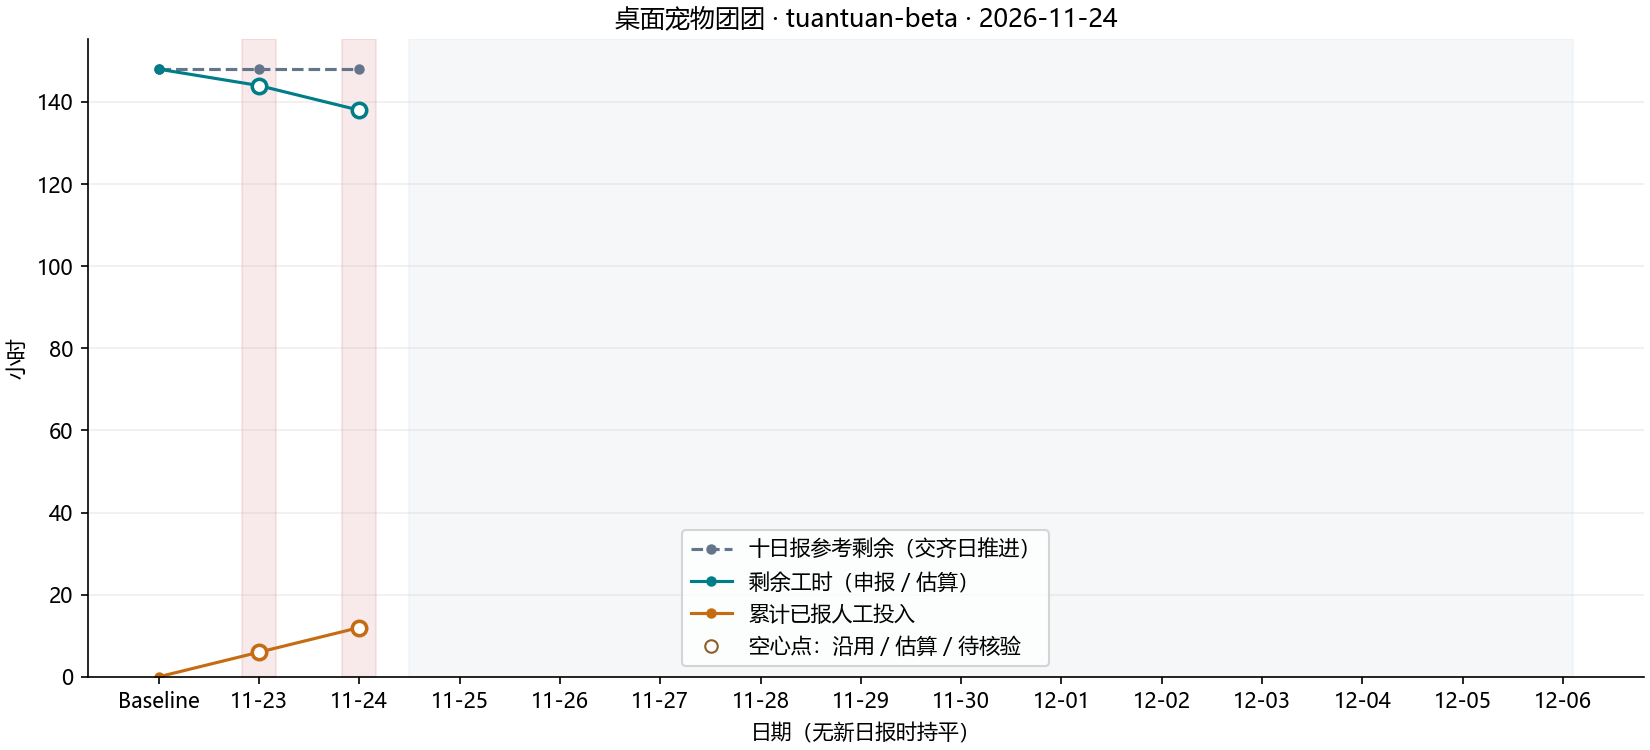 桌面宠物团团 · tuantuan-beta · 2026-11-24
小时
140
120
100
80
60
40
20
0
十日报参考剩余（交齐日推进）
剩余工时（申报 / 估算）
累计已报人工投入
空心点：沿用 / 估算 / 待核验
Baseline 11-23 11-24 11-25 11-26 11-27 11-28 11-29 11-30 12-01 12-02 12-03 12-04 12-05 12-06
日期（无新日报时持平）